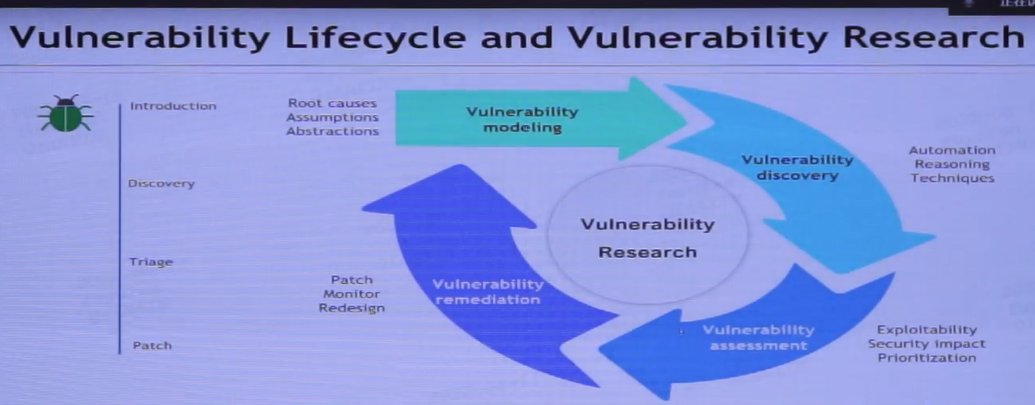 Vulnerability Lifecycle and Vulnerability Research
Introduction
Discovery
Triage
Patch
Root causes
Assumptions
Abstractions
Vulnerability
modeling
Vulnerability
discovery
Automation
Reasoning
Techniques
Vulnerability
Research
Vulnerability
assessment
Exploitability
Security impact
Prioritization
Vulnerability
remediation
Patch
Monitor
Redesign